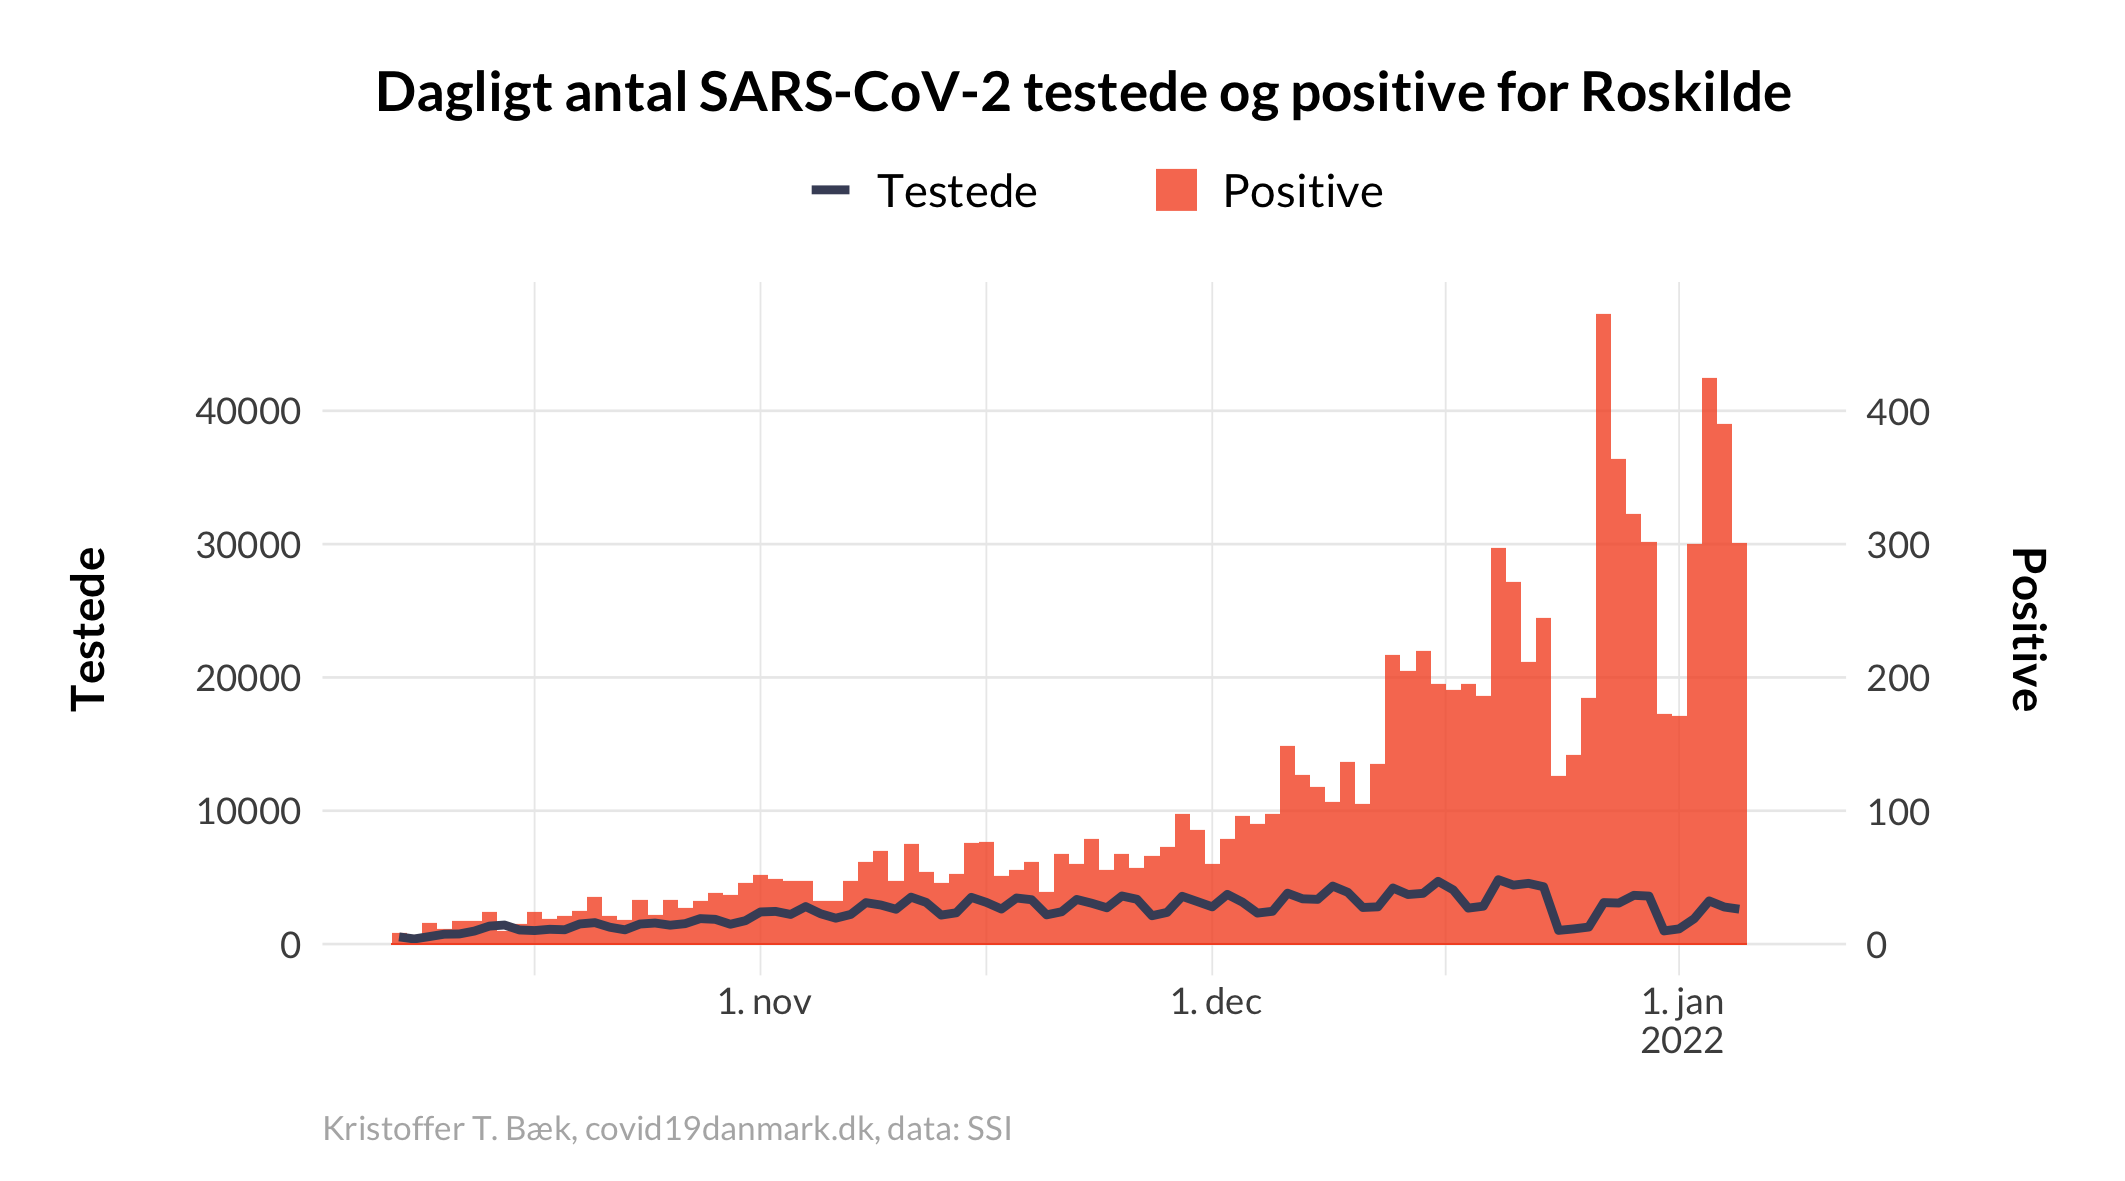 Dagligt antal SARS-CoV-2 testede og positive for Roskilde
Testede Positive
40000 400
30000 300
20000 200
10000 100
0 0
Testede
Positive
1. nov 1. dec 1. jan
2022
Kristoffer T. Bæk, covid19danmark.dk, data: SSI